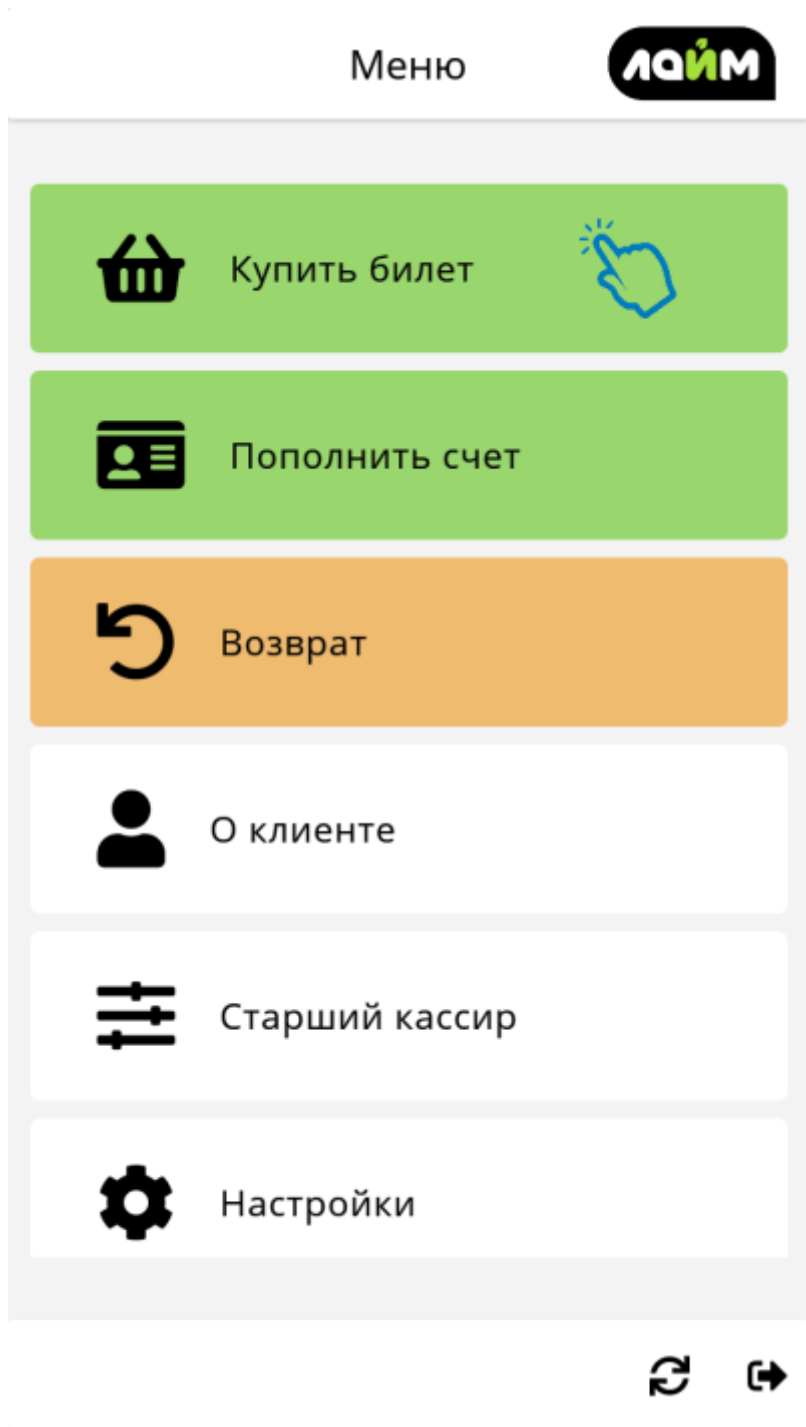 Меню
лайм
Купить билет
Пополнить счет
Возврат
О клиенте
Старший кассир
Настройки